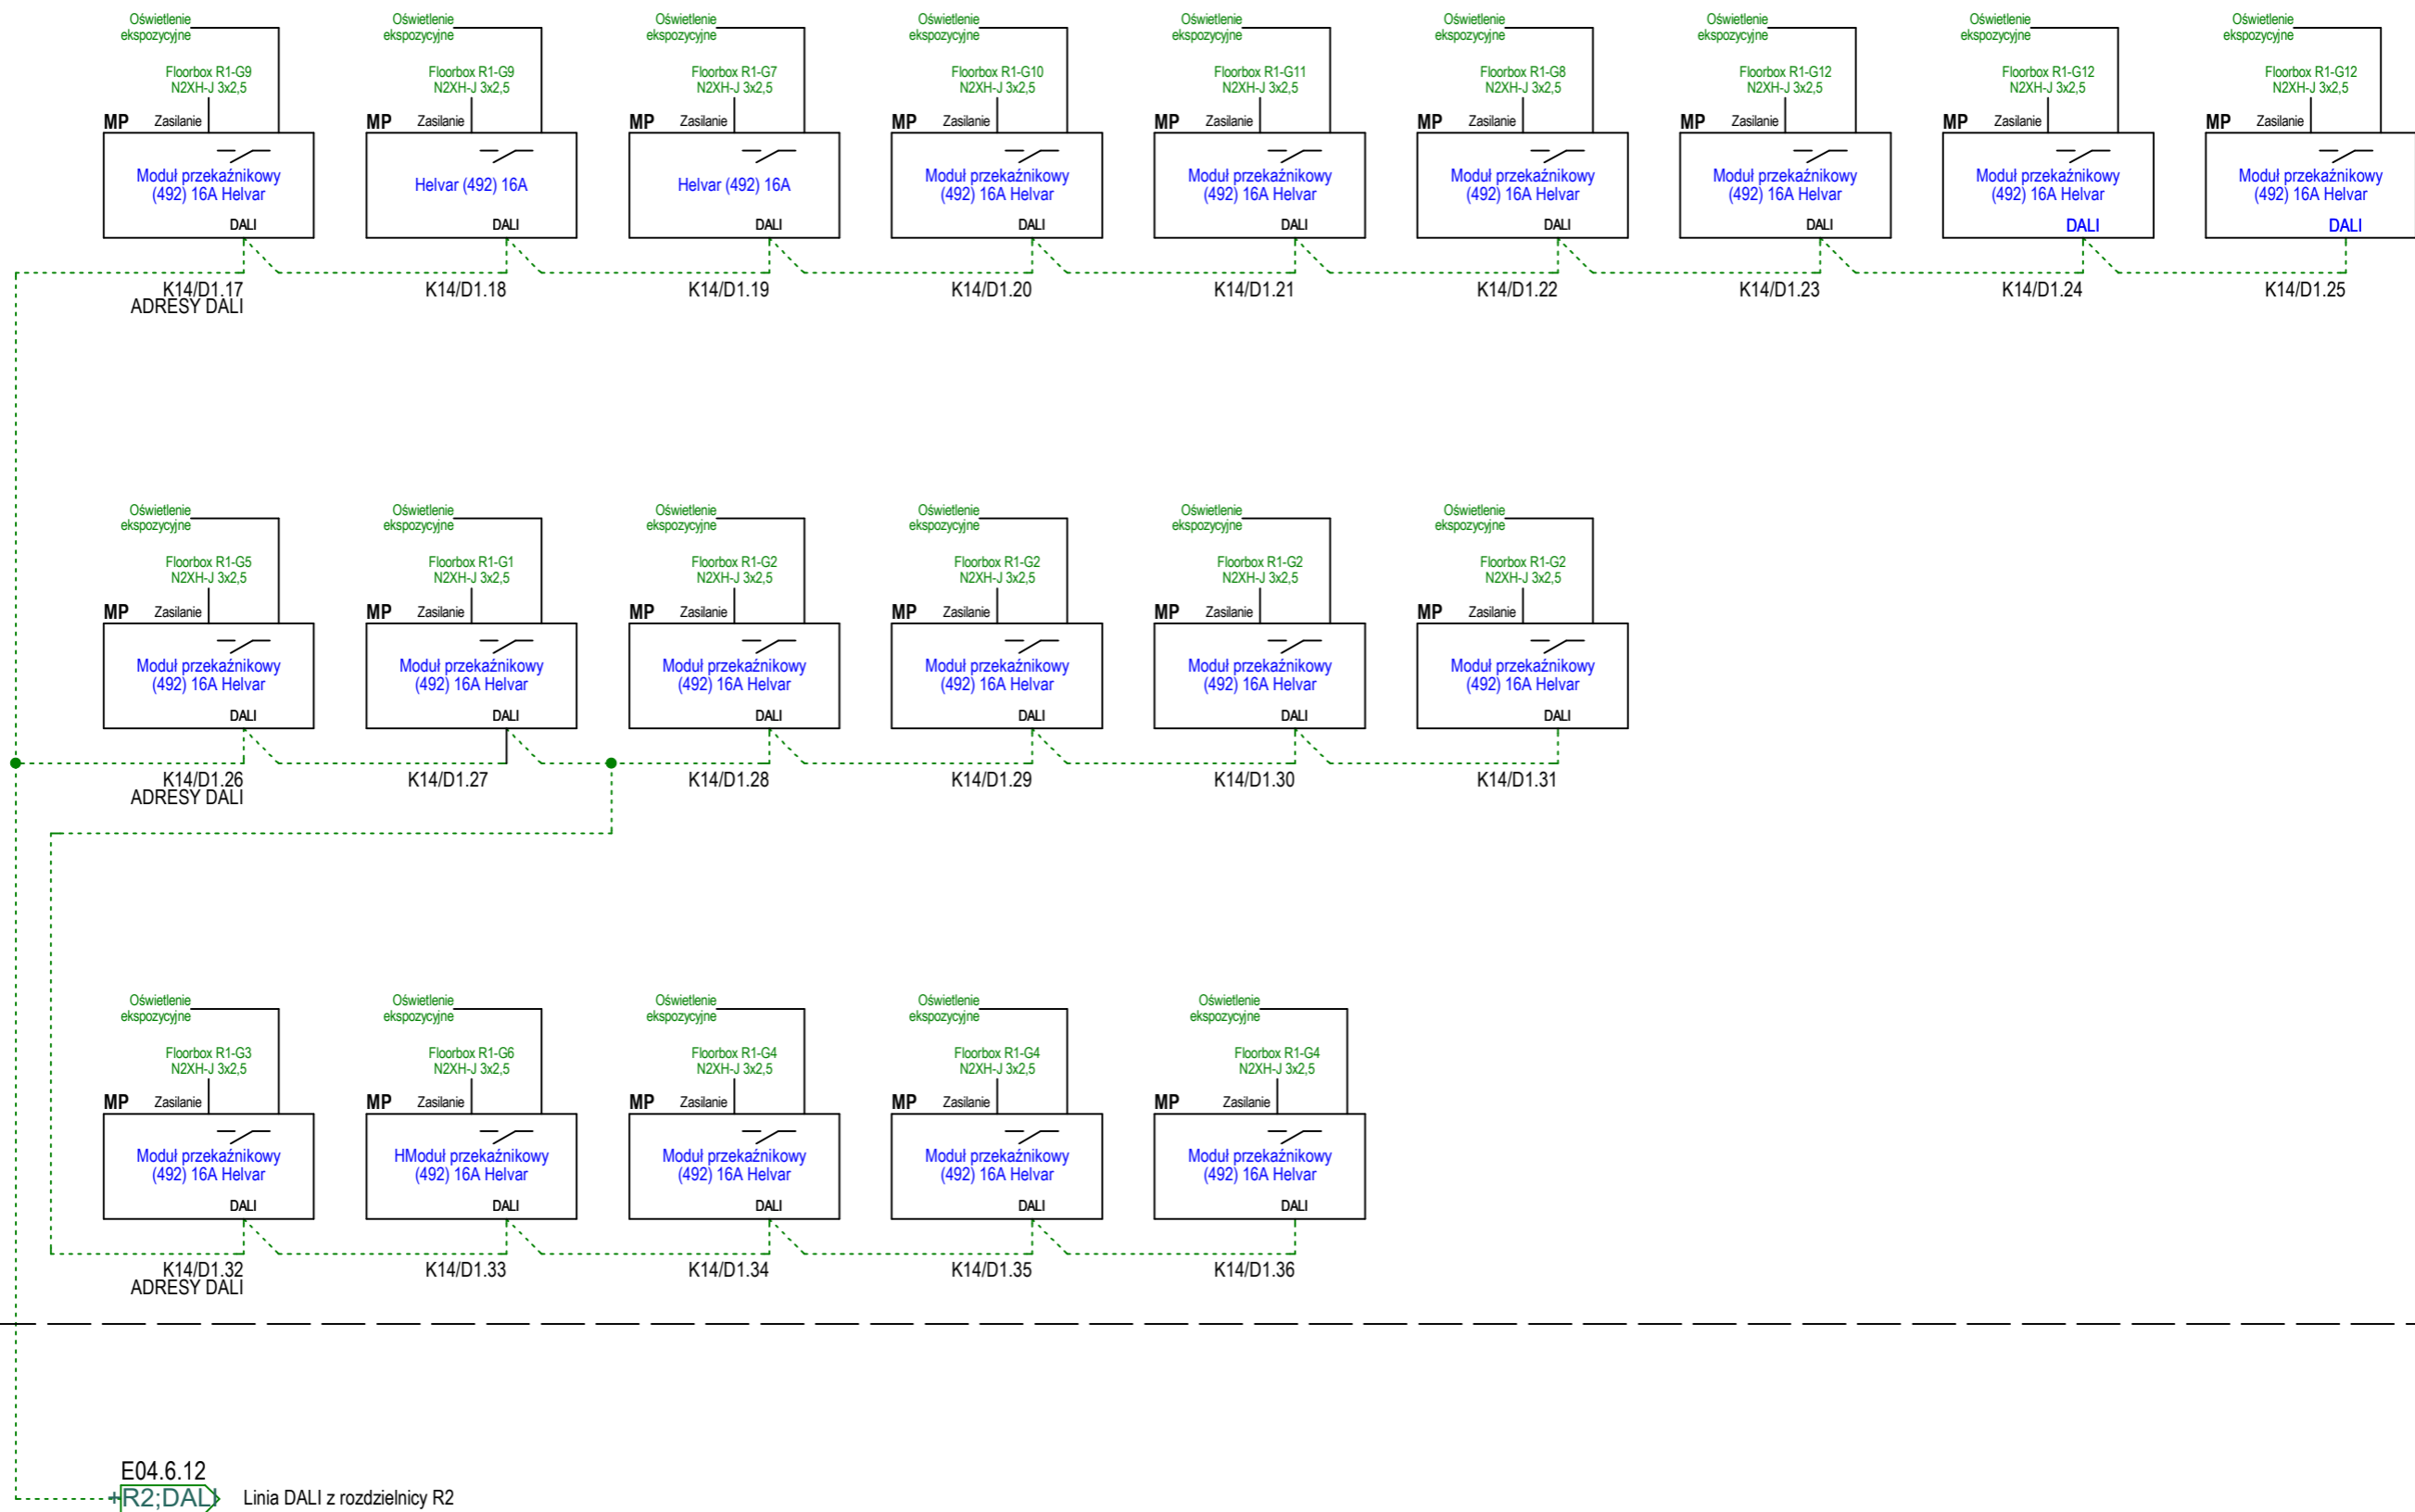 Oświetlenie
ekspozycyjne
Floorbox R1-G9
N2XH-J 3x2,5
MP Zasilanie
Moduł przekaźnikowy
(492) 16A Helvar
DALI
K14/D1.17
ADRESY DALI
Oświetlenie
ekspozycyjne
Floorbox R1-G9
N2XH-J 3x2,5
MP Zasilanie
Helvar (492) 16A
DALI
K14/D1.18
Oświetlenie
ekspozycyjne
Floorbox R1-G7
N2XH-J 3x2,5
MP Zasilanie
Helvar (492) 16A
DALI
K14/D1.19
Oświetlenie
ekspozycyjne
Floorbox R1-G10
N2XH-J 3x2,5
MP Zasilanie
Moduł przekaźnikowy
(492) 16A Helvar
DALI
K14/D1.20
Oświetlenie
ekspozycyjne
Floorbox R1-G11
N2XH-J 3x2,5
MP Zasilanie
Moduł przekaźnikowy
(492) 16A Helvar
DALI
K14/D1.21
Oświetlenie
ekspozycyjne
Floorbox R1-G8
N2XH-J 3x2,5
MP Zasilanie
Moduł przekaźnikowy
(492) 16A Helvar
DALI
K14/D1.22
Oświetlenie
ekspozycyjne
Floorbox R1-G12
N2XH-J 3x2,5
MP Zasilanie
Moduł przekaźnikowy
(492) 16A Helvar
DALI
K14/D1.23
Oświetlenie
ekspozycyjne
Floorbox R1-G12
N2XH-J 3x2,5
MP Zasilanie
Moduł przekaźnikowy
(492) 16A Helvar
DALI
K14/D1.24
Oświetlenie
ekspozycyjne
Floorbox R1-G12
N2XH-J 3x2,5
MP Zasilanie
Moduł przekaźnikowy
(492) 16A Helvar
DALI
K14/D1.25
Oświetlenie
ekspozycyjne
Floorbox R1-G5
N2XH-J 3x2,5
MP Zasilanie
Moduł przekaźnikowy
(492) 16A Helvar
DALI
K14/D1.26
ADRESY DALI
Oświetlenie
ekspozycyjne
Floorbox R1-G1
N2XH-J 3x2,5
MP Zasilanie
Moduł przekaźnikowy
(492) 16A Helvar
DALI
K14/D1.27
Oświetlenie
ekspozycyjne
Floorbox R1-G2
N2XH-J 3x2,5
MP Zasilanie
Moduł przekaźnikowy
(492) 16A Helvar
DALI
K14/D1.28
Oświetlenie
ekspozycyjne
Floorbox R1-G2
N2XH-J 3x2,5
MP Zasilanie
Moduł przekaźnikowy
(492) 16A Helvar
DALI
K14/D1.29
Oświetlenie
ekspozycyjne
Floorbox R1-G2
N2XH-J 3x2,5
MP Zasilanie
Moduł przekaźnikowy
(492) 16A Helvar
DALI
K14/D1.30
Oświetlenie
ekspozycyjne
Floorbox R1-G2
N2XH-J 3x2,5
MP Zasilanie
Moduł przekaźnikowy
(492) 16A Helvar
DALI
K14/D1.31
Oświetlenie
ekspozycyjne
Floorbox R1-G3
N2XH-J 3x2,5
MP Zasilanie
Moduł przekaźnikowy
(492) 16A Helvar
DALI
K14/D1.32
ADRESY DALI
Oświetlenie
ekspozycyjne
Floorbox R1-G6
N2XH-J 3x2,5
MP Zasilanie
HModuł przekaźnikowy
(492) 16A Helvar
DALI
K14/D1.33
Oświetlenie
ekspozycyjne
Floorbox R1-G4
N2XH-J 3x2,5
MP Zasilanie
Moduł przekaźnikowy
(492) 16A Helvar
DALI
K14/D1.34
Oświetlenie
ekspozycyjne
Floorbox R1-G4
N2XH-J 3x2,5
MP Zasilanie
Moduł przekaźnikowy
(492) 16A Helvar
DALI
K14/D1.35
Oświetlenie
ekspozycyjne
Floorbox R1-G4
N2XH-J 3x2,5
MP Zasilanie
Moduł przekaźnikowy
(492) 16A Helvar
DALI
K14/D1.36
E04.6.12
+R2;DALI Linia DALI z rozdzielnicy R2